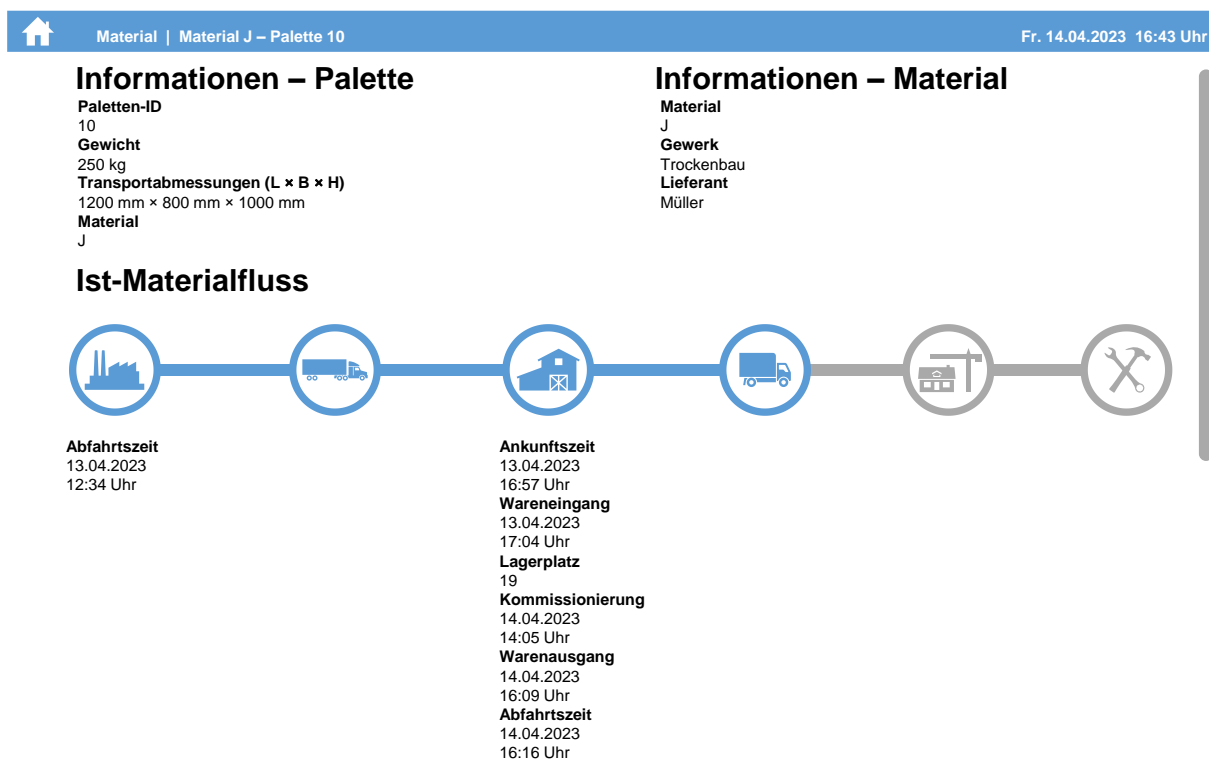 Material | Material J – Palette 10
Fr. 14.04.2023 16:43 Uhr
Informationen – Palette
Paletten-ID
10
Gewicht
250 kg
Transportabmessungen (L × B × H)
1200 mm × 800 mm × 1000 mm
Material
J
Informationen – Material
Material
J
Gewerk
Trockenbau
Lieferant
Müller
Ist-Materialfluss
Abfahrtszeit
13.04.2023
12:34 Uhr
Ankunftszeit
13.04.2023
16:57 Uhr
Wareneingang
13.04.2023
17:04 Uhr
Lagerplatz
19
Kommissionierung
14.04.2023
14:05 Uhr
Warenausgang
14.04.2023
16:09 Uhr
Abfahrtszeit
14.04.2023
16:16 Uhr